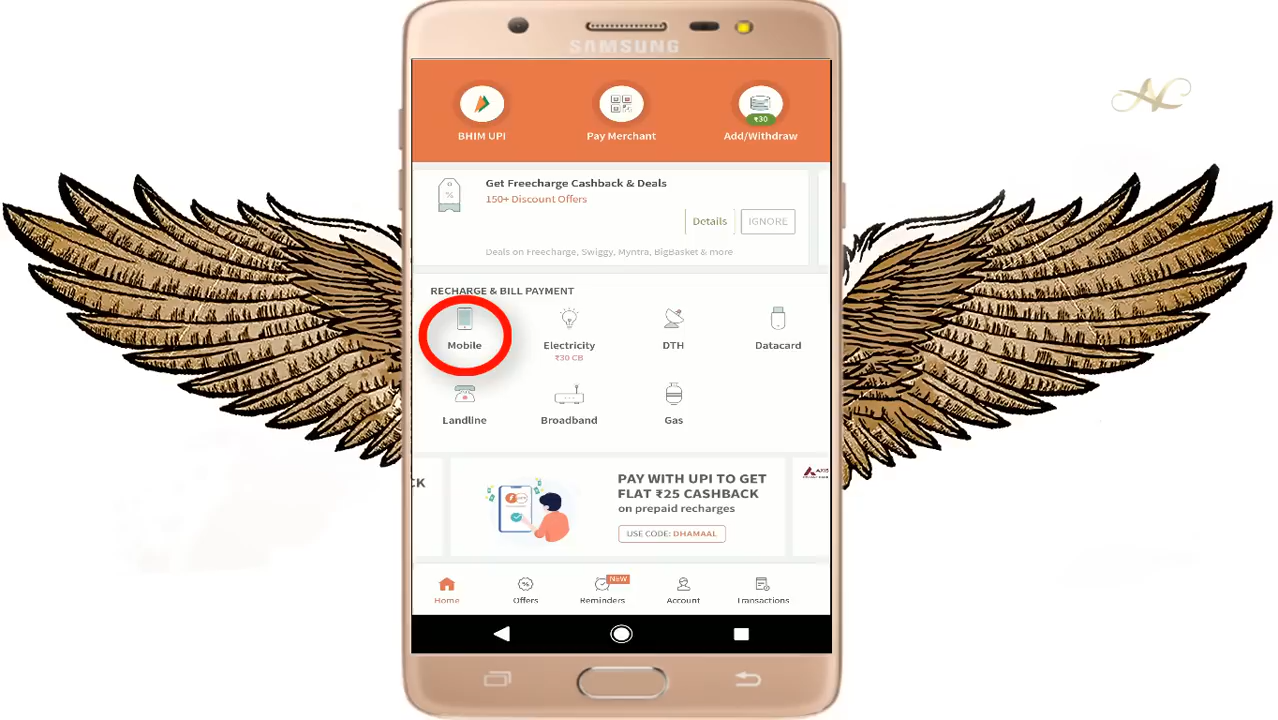 SAMSUNG
BHIM UPI
Pay Merchant
₹30
Add/Withdraw
%
Get Freecharge Cashback & Deals
150+ Discount Offers
Details
IGNORE
Deals on Freecharge, Swiggy, Myntra, BigBasket & more
RECHARGE & BILL PAYMENT
Mobile
Electricity
₹30 CB
DTH
Datacard
Landline
Broadband
Gas
CK
PAY WITH UPI TO GET
FLAT ₹25 CASHBACK
on prepaid recharges
USE CODE: DHAMAAL
AXIS
NEW
Home
Offers
Reminders
Account
Transactions